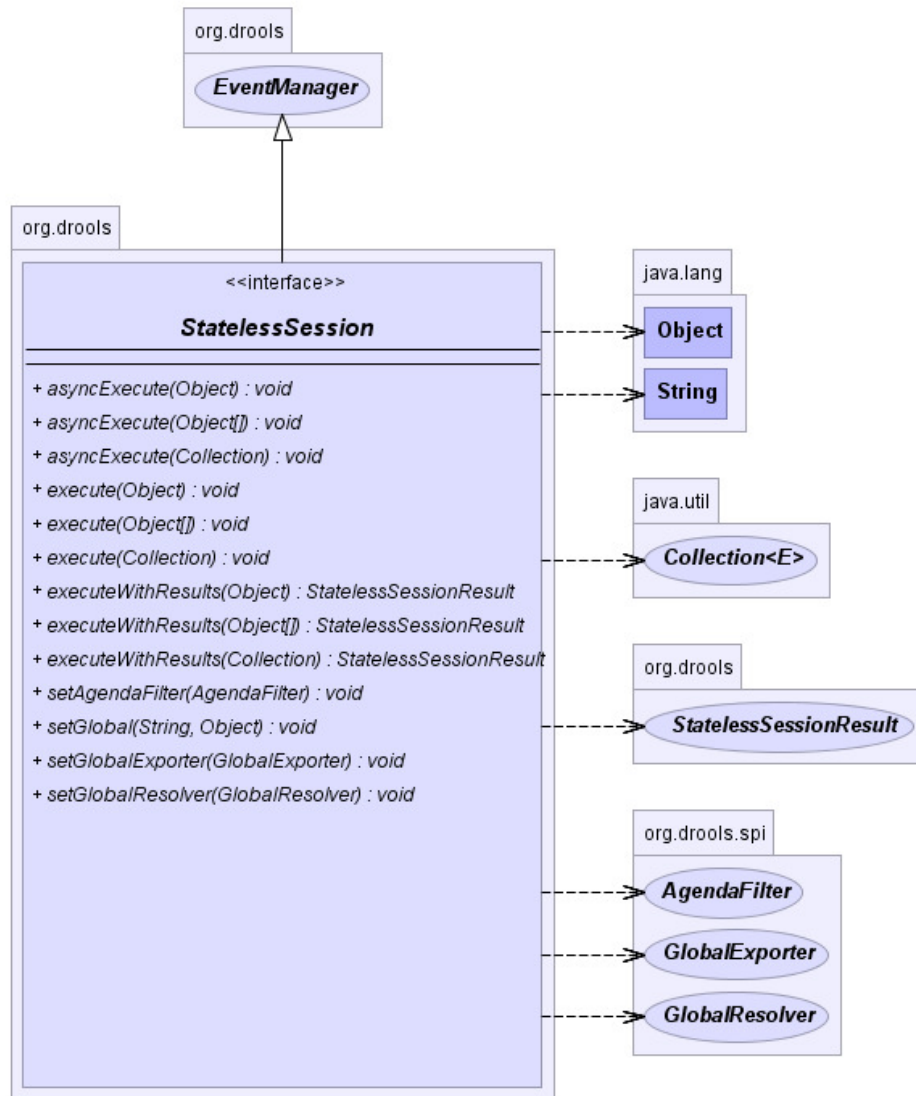 org.drools
EventManager
org.drools
<<interface>>
StatelessSession
+ asyncExecute(Object) : void
+ asyncExecute(Object[]) : void
+ asyncExecute(Collection) : void
+ execute(Object) : void
+ execute(Object[]) : void
+ execute(Collection) : void
+ executeWithResults(Object) : StatelessSessionResult
+ executeWithResults(Object[]) : StatelessSessionResult
+ executeWithResults(Collection) : StatelessSessionResult
+ setAgendaFilter(AgendaFilter) : void
+ setGlobal(String, Object) : void
+ setGlobalExporter(GlobalExporter) : void
+ setGlobalResolver(GlobalResolver) : void
java.lang
Object
String
java.util
Collection<E>
org.drools
StatelessSessionResult
org.drools.spi
AgendaFilter
GlobalExporter
GlobalResolver